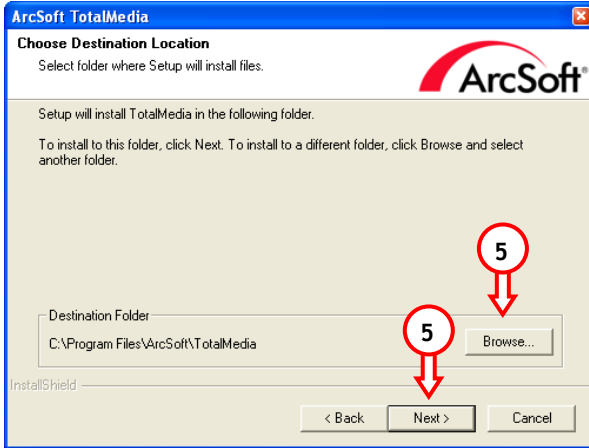 ArcSoft TotalMedia
Choose Destination Location
Select folder where Setup will install files.
ArcSoft®
Setup will install TotalMedia in the following folder.
To install to this folder, click Next. To install to a different folder, click Browse and select
another folder.
5
Destination Folder
5
C:\Program Files\ArcSoft\TotalMedia
Browse...
InstallShield
< Back
Next >
Cancel